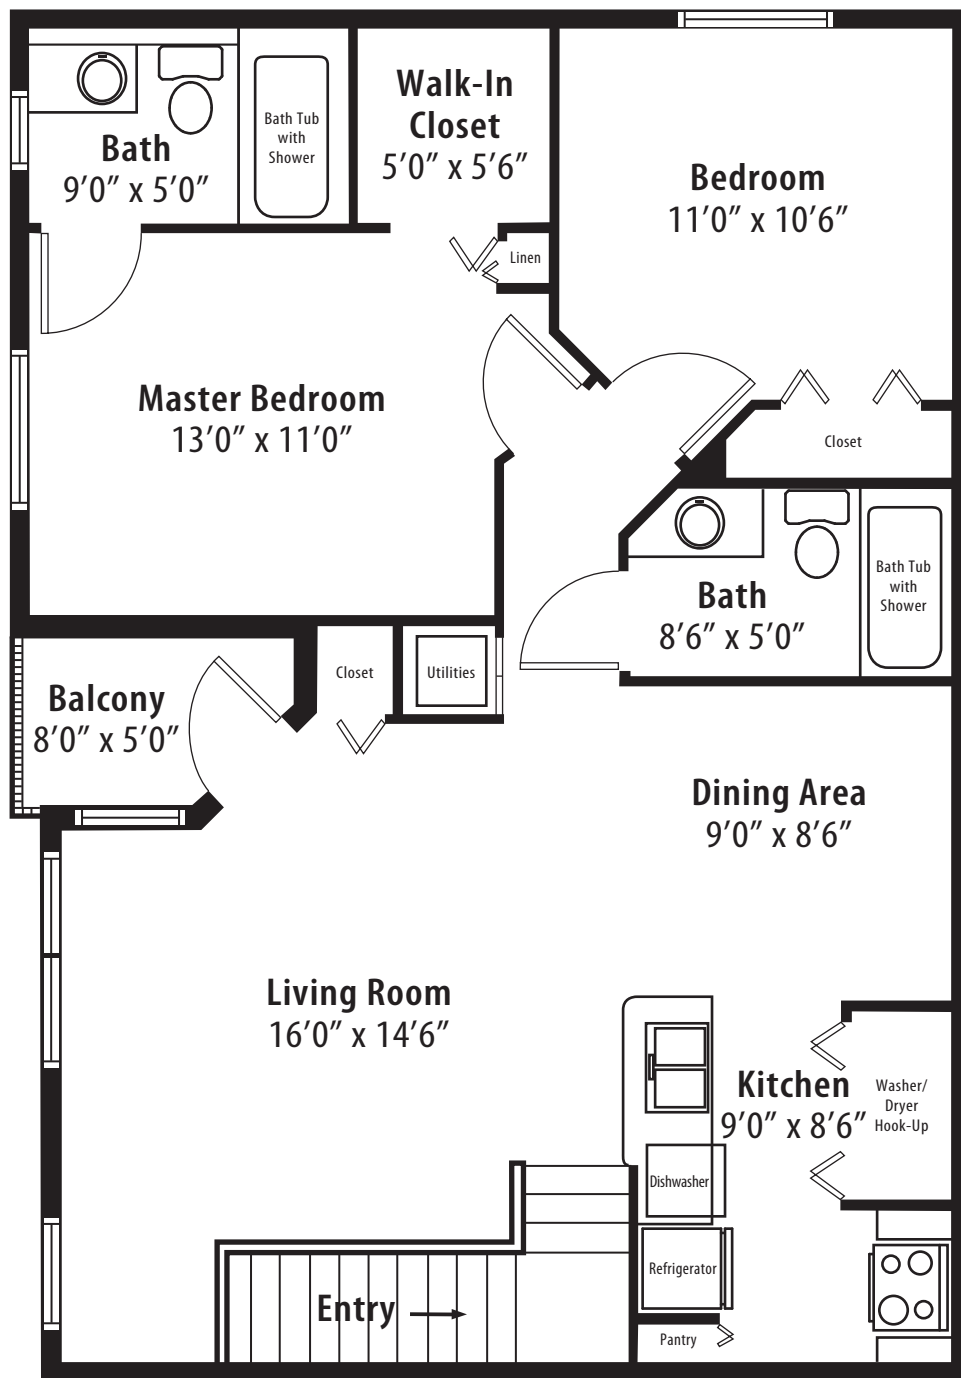 Bath
9’0” x 5’0”
Bath Tub
with
Shower
Walk-In
Closet
5’0” x 5’6”
Bedroom
11’0” x 10’6”
Linen
Master Bedroom
13’0” x 11’0”
Closet
Bath
8’6” x 5’0”
Bath Tub
with
Shower
Balcony
8’0” x 5’0”
Closet
Utilities
Dining Area
9’0” x 8’6”
Living Room
16’0” x 14’6”
Kitchen
9’0” x 8’6”
Washer/
Dryer
Hook-Up
Dishwasher
Refrigerator
Entry
Pantry